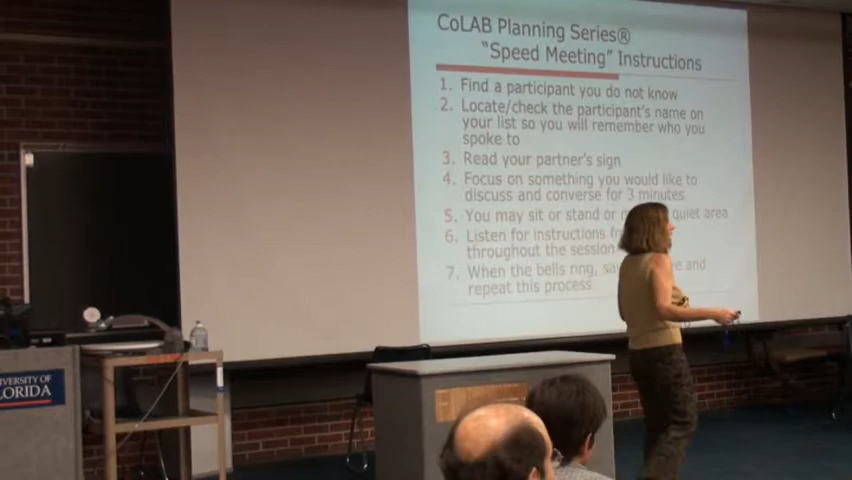 CoLAB Planning Series®
"Speed Meeting" Instructions
1. Find a participant you do not know
2. Locate/check the participant's name on
your list so you will remember who you
spoke to
3. Read your partner's sign
4. Focus on something you would like to
discuss and converse for 3 minutes
5. You may sit or stand or quiet area
6. Listen for instructions
throughout the session
7. When the bells ring, and
repeat this process
UNIVERSITY OF
FLORIDA